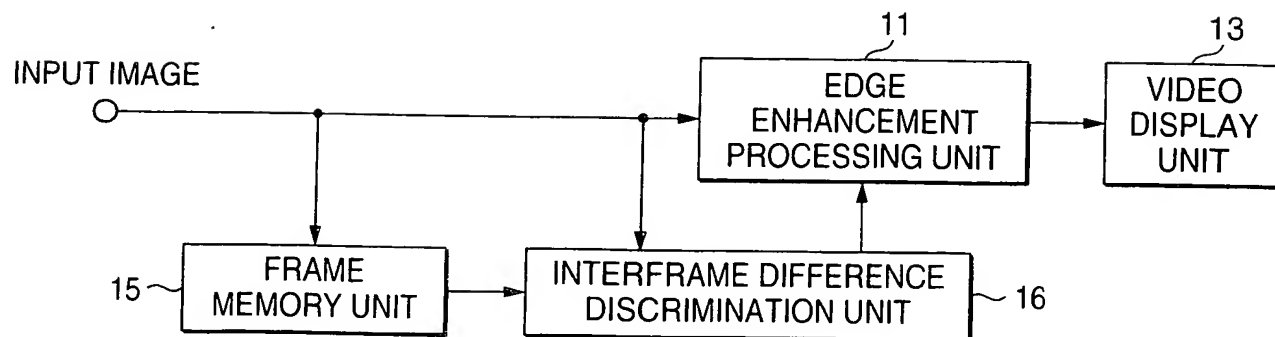 11
13
INPUT IMAGE
EDGE
ENHANCEMENT
PROCESSING UNIT
VIDEO
DISPLAY
UNIT
15
FRAME
MEMORY UNIT
INTERFRAME DIFFERENCE
DISCRIMINATION UNIT
16